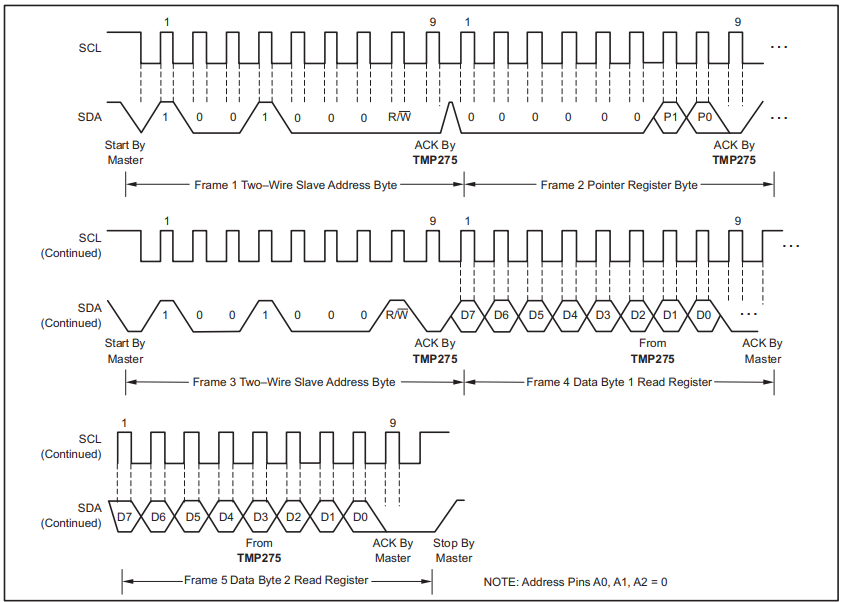 1 9 1 9
SCL ...
SDA 1 0 0 1 0 0 0 R/W̅ 0 0 0 0 0 0 P1 P0 ...
Start By Master ACK By TMP275 ACK By TMP275
Frame 1 Two–Wire Slave Address Byte Frame 2 Pointer Register Byte
1 9 1 9
SCL (Continued) ...
SDA (Continued) 1 0 0 1 0 0 0 R/W̅ D7 D6 D5 D4 D3 D2 D1 D0 ...
Start By Master ACK By TMP275 From TMP275 ACK By Master
Frame 3 Two–Wire Slave Address Byte Frame 4 Data Byte 1 Read Register
1 9
SCL (Continued)
SDA (Continued) D7 D6 D5 D4 D3 D2 D1 D0
From TMP275 ACK By Master Stop By Master
Frame 5 Data Byte 2 Read Register NOTE: Address Pins A0, A1, A2 = 0